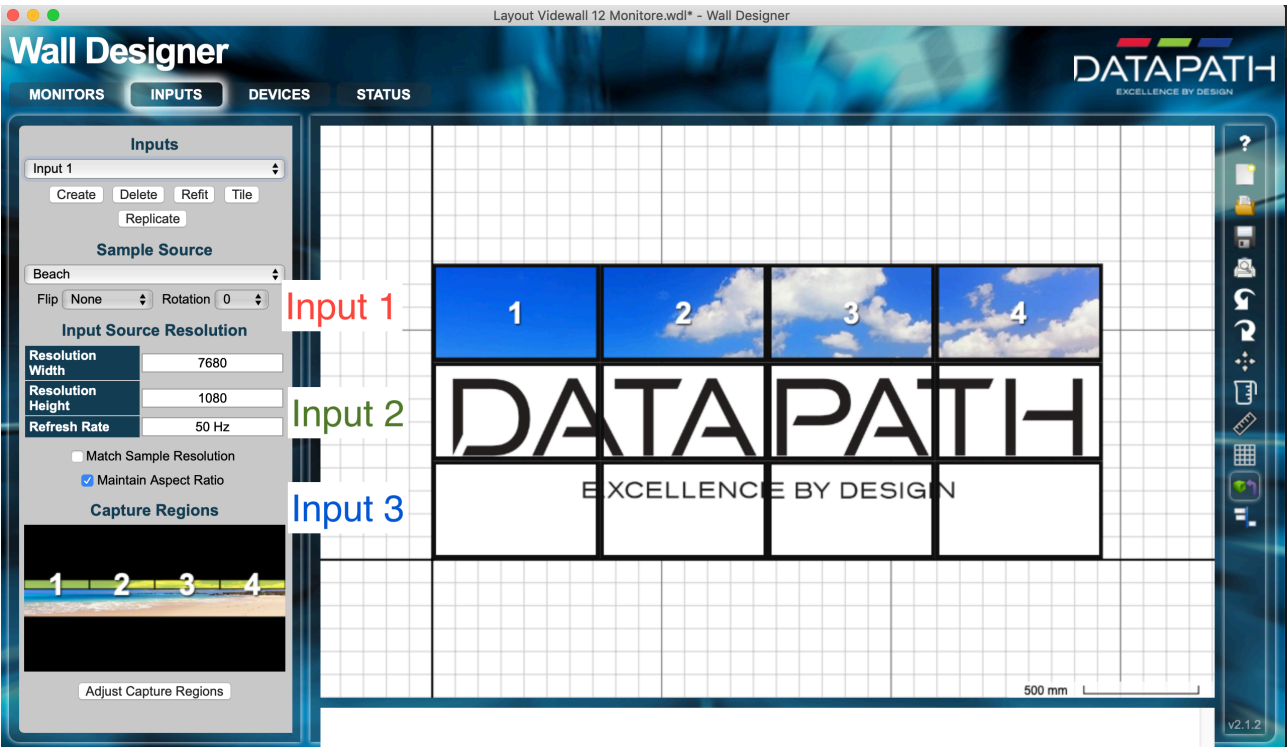 Layout Videwall 12 Monitore.wdl* - Wall Designer
Wall Designer
DATAPATH
EXCELLENCE BY DESIGN
MONITORS INPUTS DEVICES STATUS
Inputs
Input 1
Create Delete Refit Tile
Replicate
Sample Source
Beach
Flip None Rotation 0
Input Source Resolution
Resolution Width 7680
Resolution Height 1080
Refresh Rate 50 Hz
Match Sample Resolution
Maintain Aspect Ratio
Capture Regions
1 2 3 4
Adjust Capture Regions
Input 1
Input 2
Input 3
1 2 3 4
DATAPATH
EXCELLENCE BY DESIGN
500 mm
?
v2.1.2